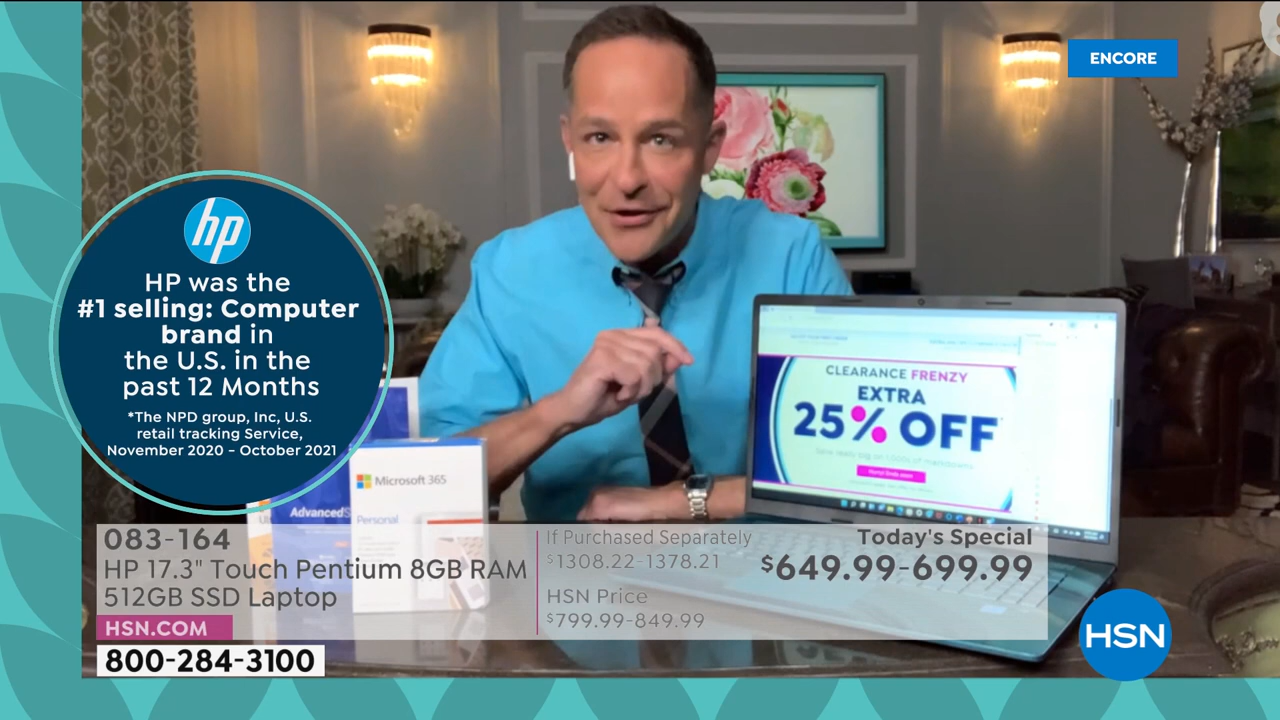 ENCORE
hp
HP was the
#1 selling: Computer
brand in
the U.S. in the
past 12 Months
*The NPD group, Inc, U.S.
retail tracking Service,
November 2020 - October 2021
CLEARANCE FRENZY
EXTRA
25% OFF
Microsoft 365
Personal
083-164
HP 17.3" Touch Pentium 8GB RAM
512GB SSD Laptop
HSN.COM
800-284-3100
If Purchased Separately
$1308.22-1378.21
HSN Price
$799.99-849.99
Today's Special
$649.99-699.99
HSN